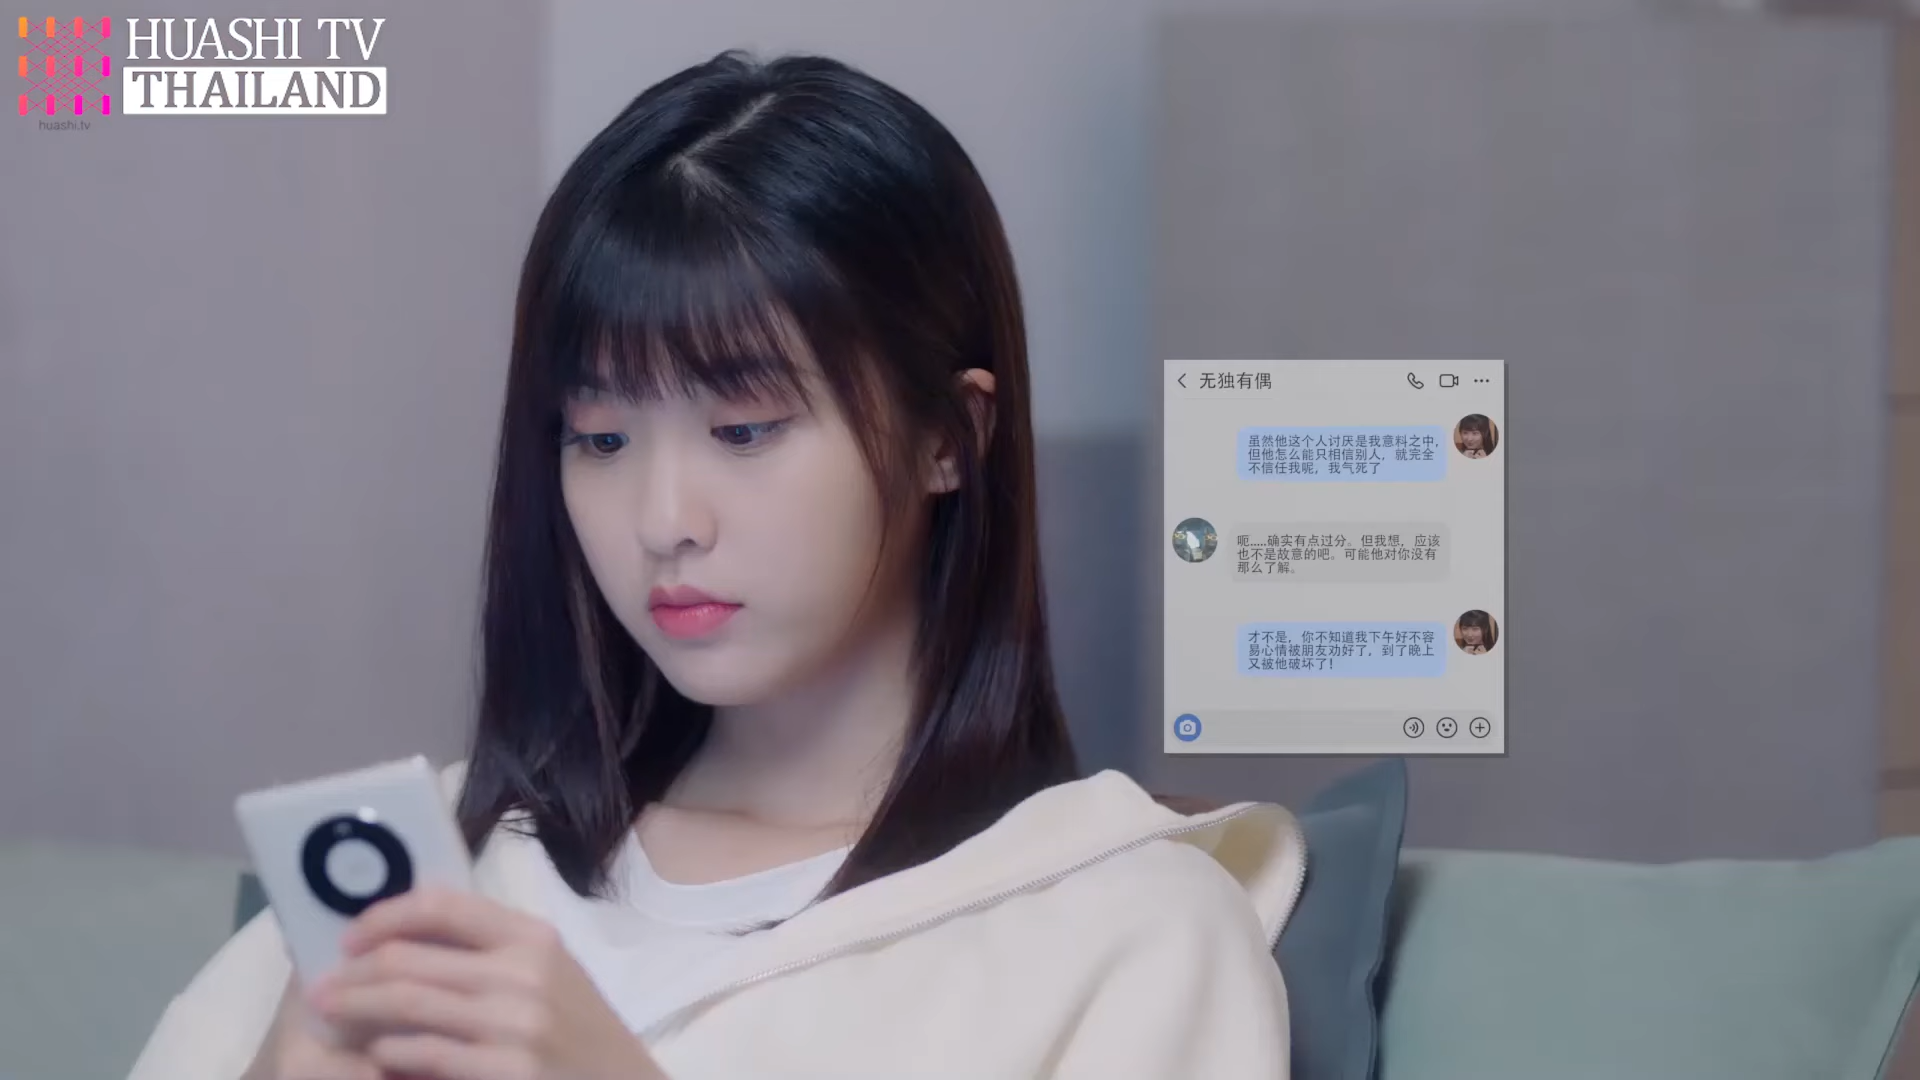 HUASHI TV
THAILAND
huashi.tv
无独有偶
虽然他这个人讨厌是我意料之中,
但他怎么能只相信别人，就完全
不信任我呢，我气死了
呃.....确实有点过分。但我想，应该
也不是故意的吧。可能他对你没有
那么了解。
才不是，你不知道我下午好不容
易心情被朋友劝好了，到了晚上
又被他破坏了!